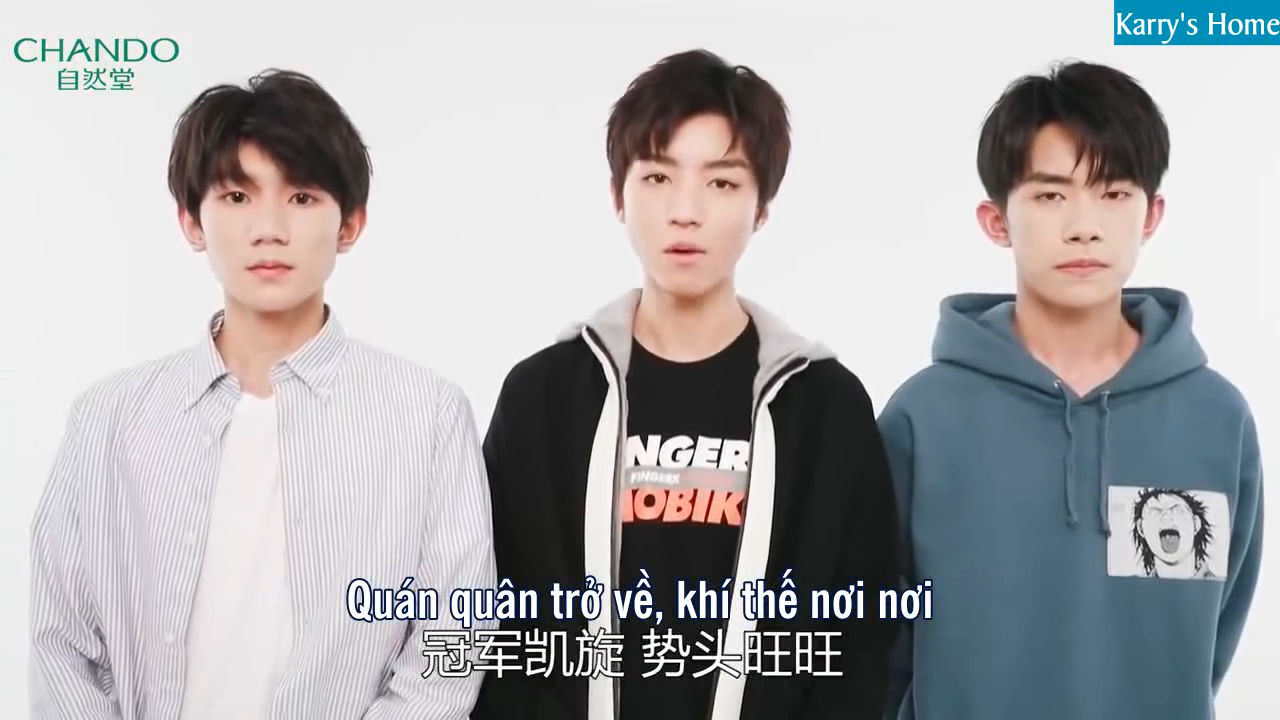 Karry's Home
CHANDO
自然堂
NGER
FINGERX
MOBIK
Quán quân trở về, khí thế nơi nơi
冠军凯旋 势头旺旺